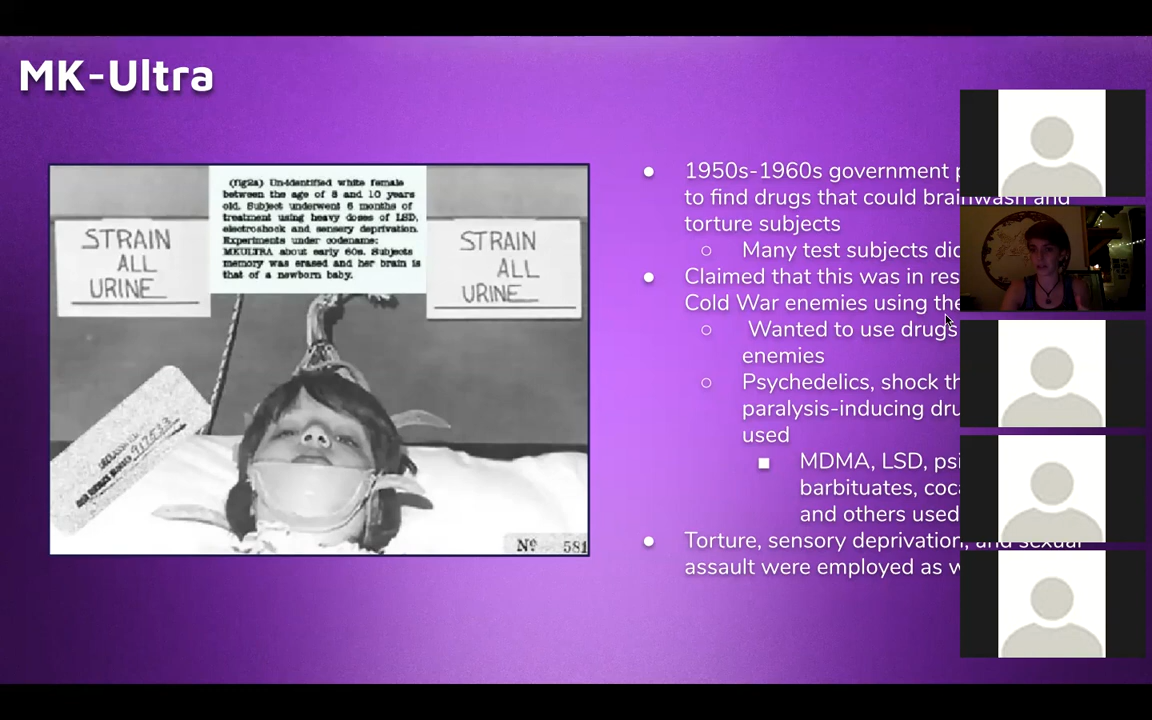 MK-Ultra
(fig2a) Un-identified white female
between the age of 8 and 10 years
old. Subject underwent 6 months of
treatment using heavy doses of LSD,
electroshock and sensory deprivation.
Experiments under codename:
MKULTRA about early 60s. Subjects
memory was erased and her brain is
that of a newborn baby.
STRAIN
ALL
URINE
STRAIN
ALL
URINE
Nº 581
1950s-1960s government
to find drugs that could brainwash and
torture subjects
Many test subjects
Claimed that this was in
Cold War enemies using
Wanted to use drugs
enemies
Psychedelics, shock
paralysis-inducing
used
MDMA, LSD,
barbituates,
and others used
Torture, sensory deprivation, and sexual
assault were employed as